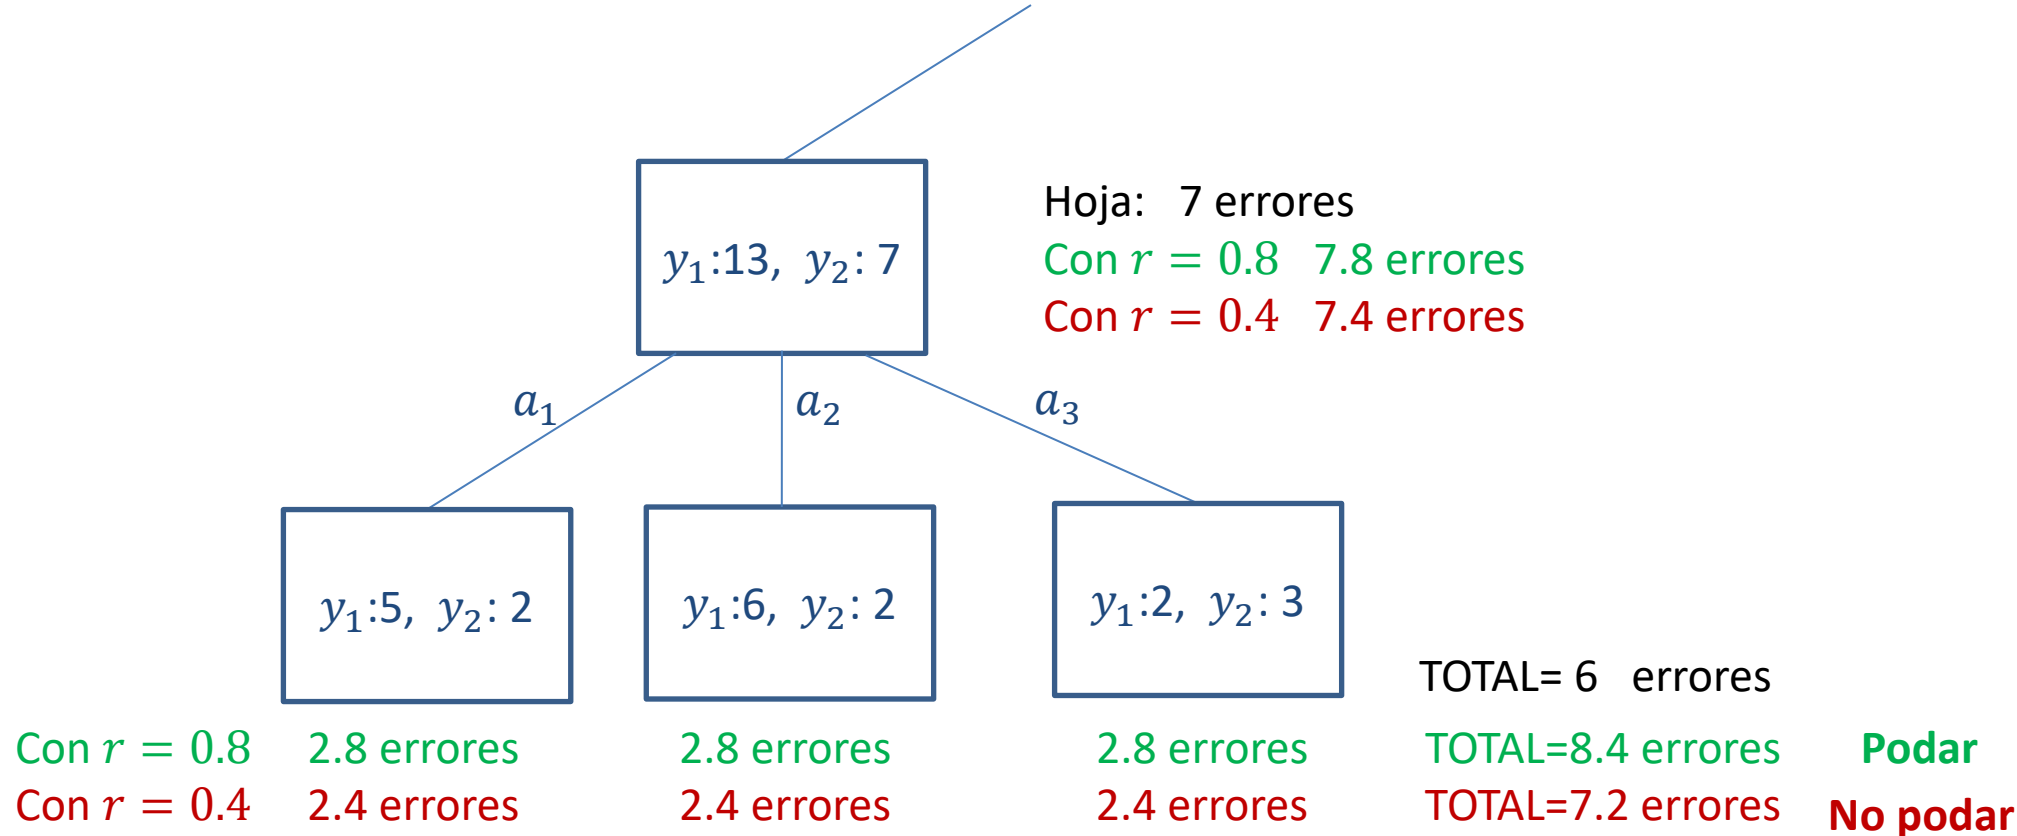 Hoja: 7 errores
y₁:13, y₂: 7
Con r = 0.8 7.8 errores
Con r = 0.4 7.4 errores
a₁ a₂ a₃
y₁:5, y₂: 2 y₁:6, y₂: 2 y₁:2, y₂: 3
TOTAL= 6 errores
Con r = 0.8 2.8 errores 2.8 errores 2.8 errores TOTAL=8.4 errores Podar
Con r = 0.4 2.4 errores 2.4 errores 2.4 errores TOTAL=7.2 errores No podar